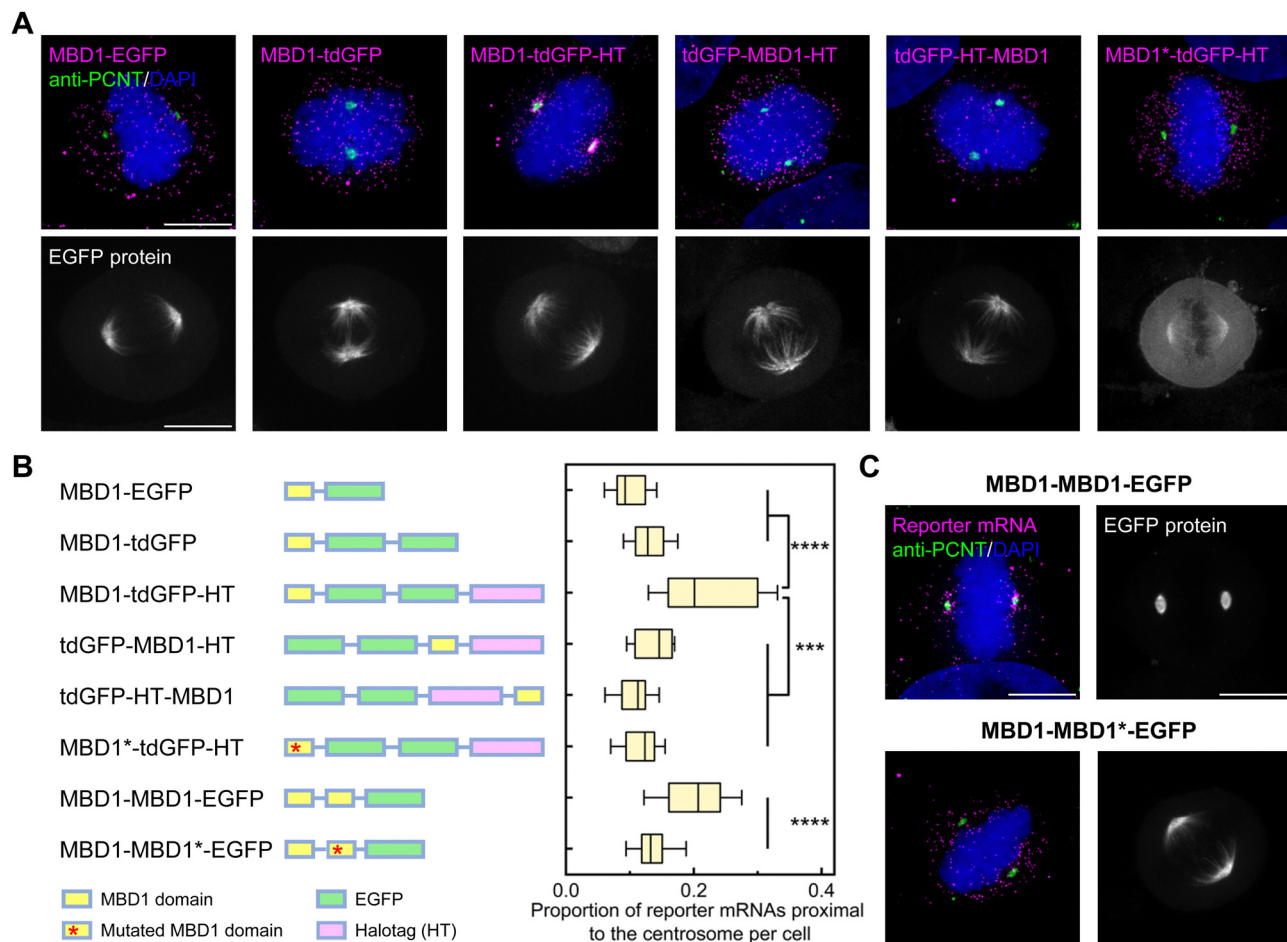 A
MBD1-EGFP
anti-PCNT/DAPI
MBD1-tdGFP
MBD1-tdGFP-HT
tdGFP-MBD1-HT
tdGFP-HT-MBD1
MBD1*-tdGFP-HT
EGFP protein
B
MBD1-EGFP
MBD1-tdGFP
MBD1-tdGFP-HT
tdGFP-MBD1-HT
tdGFP-HT-MBD1
MBD1*-tdGFP-HT
MBD1-MBD1-EGFP
MBD1-MBD1*-EGFP
*
*
MBD1 domain
EGFP
*
Mutated MBD1 domain
Halotag (HT)
****
***
****
0.0
0.2
0.4
Proportion of reporter mRNAs proximal
to the centrosome per cell
C
MBD1-MBD1-EGFP
Reporter mRNA
anti-PCNT/DAPI
EGFP protein
MBD1-MBD1*-EGFP